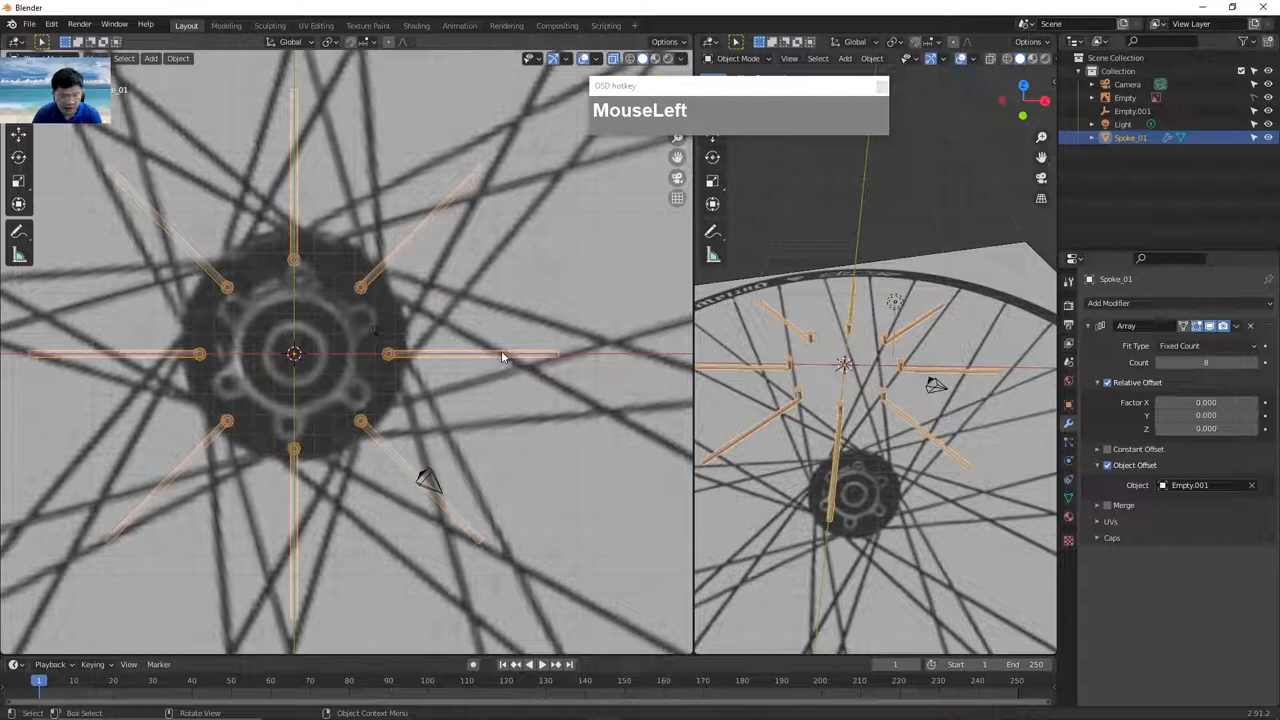 Blender
File Edit Render Window Help
Layout Modeling Sculpting UV Editing Texture Paint Shading Animation Rendering Compositing Scripting +
Scene
View Layer
Global
Options
Select Add Object
OSD hotkey
MouseLeft
Global
Options
Object Mode View Select Add Object
Scene Collection
Collection
Camera
Empty
Empty.001
Light
Spoke_01
Spoke_01
Add Modifier
Array
Fit Type Fixed Count
Count 8
Relative Offset
Factor X 0.000
Y 0.000
Z 0.000
Constant Offset
Object Offset
Object Empty.001
Merge
UVs
Caps
Playback Keying View Marker
1
Start 1 End 250
1 10 20 30 40 50 60 70 80 90 100 110 120 130 140 150 160 170 180 190 200 210 220 230 240 250
Select Box Select Rotate View Object Context Menu 2.91.2